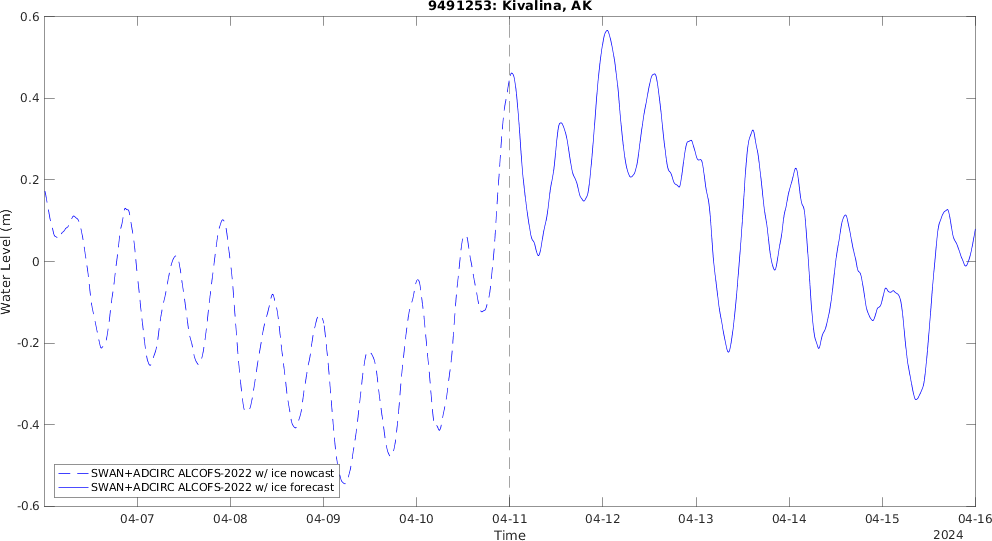 9491253: Kivalina, AK
0.6
0.4
0.2
0
-0.2
-0.4
-0.6
Water Level (m)
SWAN+ADCIRC ALCOFS-2022 w/ ice nowcast
SWAN+ADCIRC ALCOFS-2022 w/ ice forecast
04-07 04-08 04-09 04-10 04-11 04-12 04-13 04-14 04-15 04-16
Time
2024